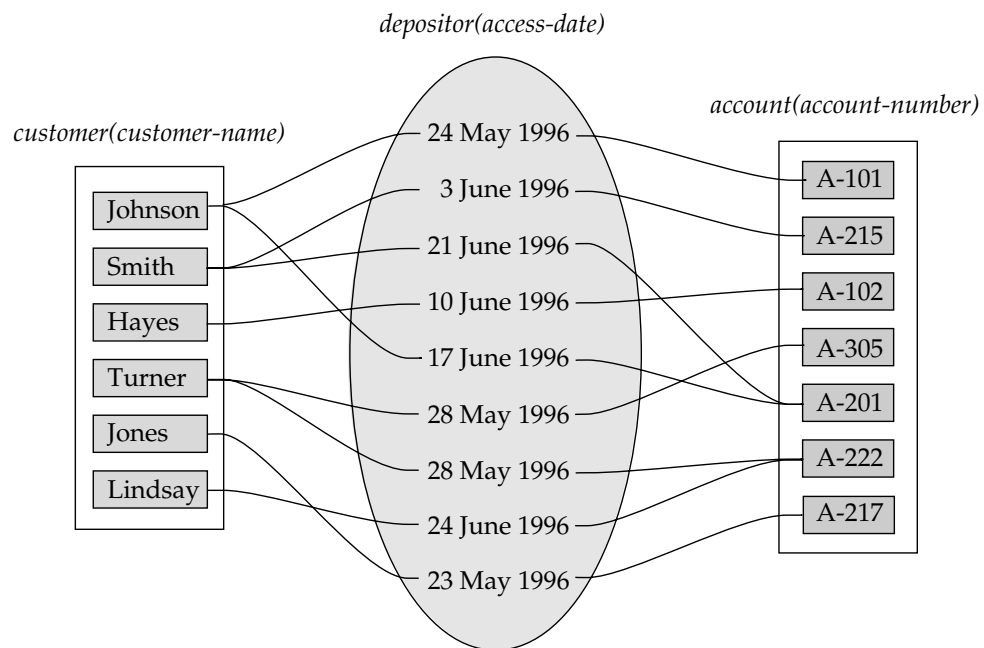 depositor(access-date)
customer(customer-name)
account(account-number)
Johnson
Smith
Hayes
Turner
Jones
Lindsay
24 May 1996
3 June 1996
21 June 1996
10 June 1996
17 June 1996
28 May 1996
28 May 1996
24 June 1996
23 May 1996
A-101
A-215
A-102
A-305
A-201
A-222
A-217